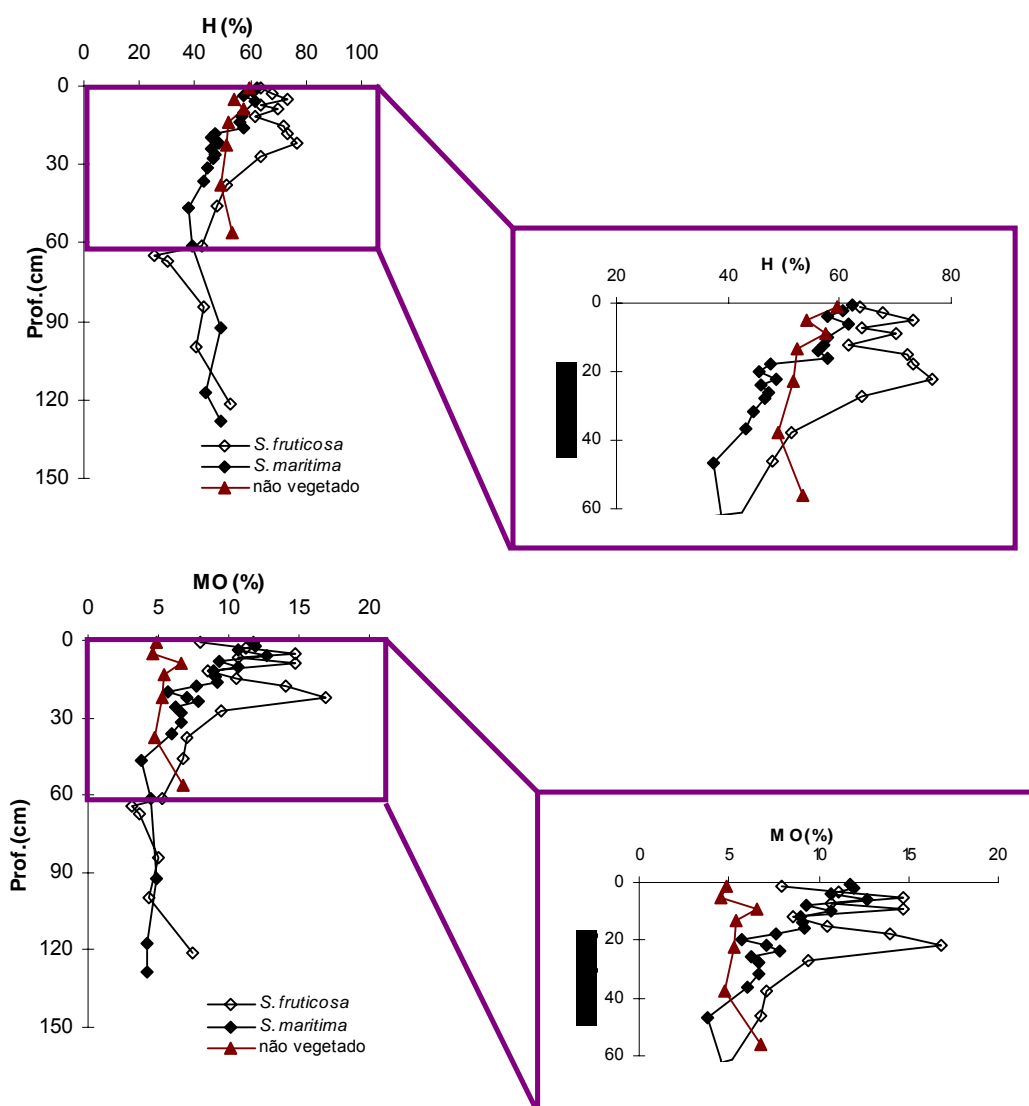 H (%)
0 20 40 60 80 100
0
30
60
90
120
150
Prof.(cm)
S. fruticosa
S. maritima
não vegetado
H (%)
20 40 60 80
0
20
40
60
MO (%)
0 5 10 15 20
0
30
60
90
120
150
Prof.(cm)
S. fruticosa
S. maritima
não vegetado
MO (%)
0 5 10 15 20
0
20
40
60